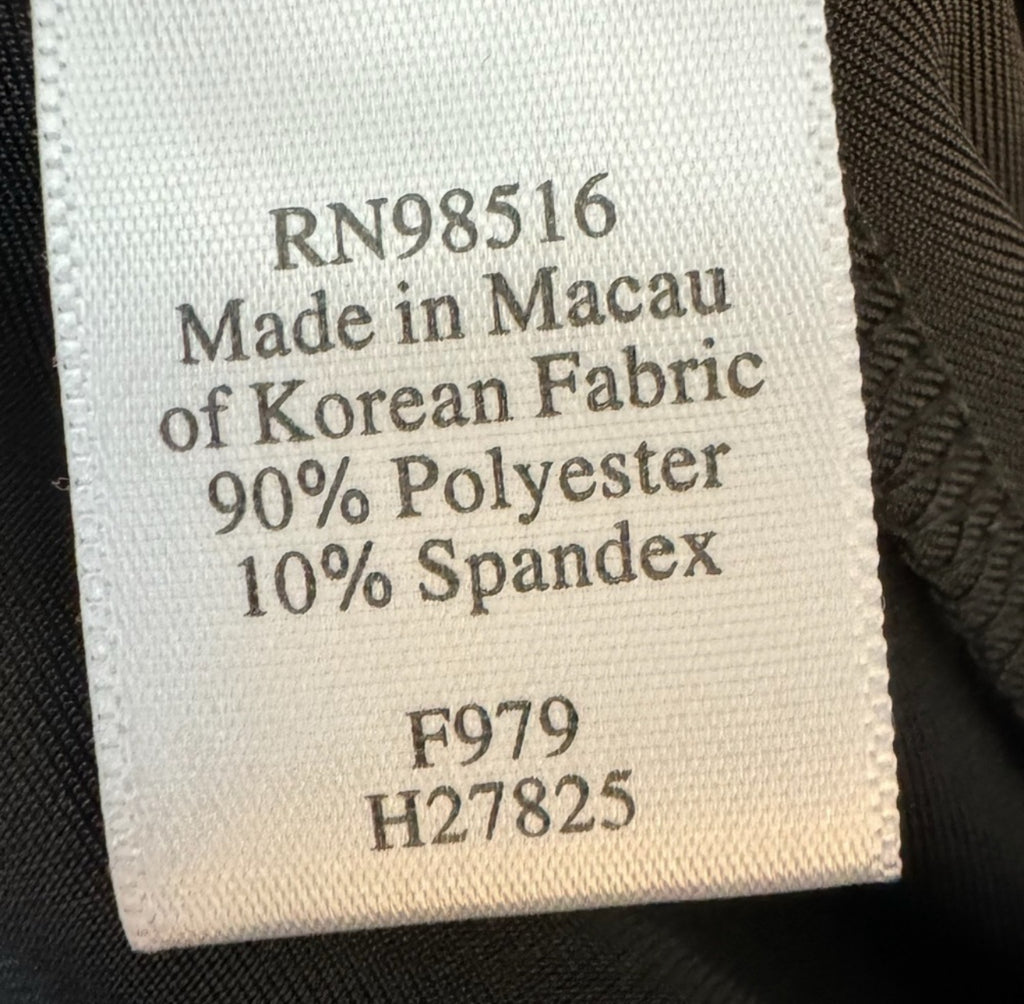 RN98516
Made in Macau
of Korean Fabric
90% Polyester
10% Spandex
F979
H27825